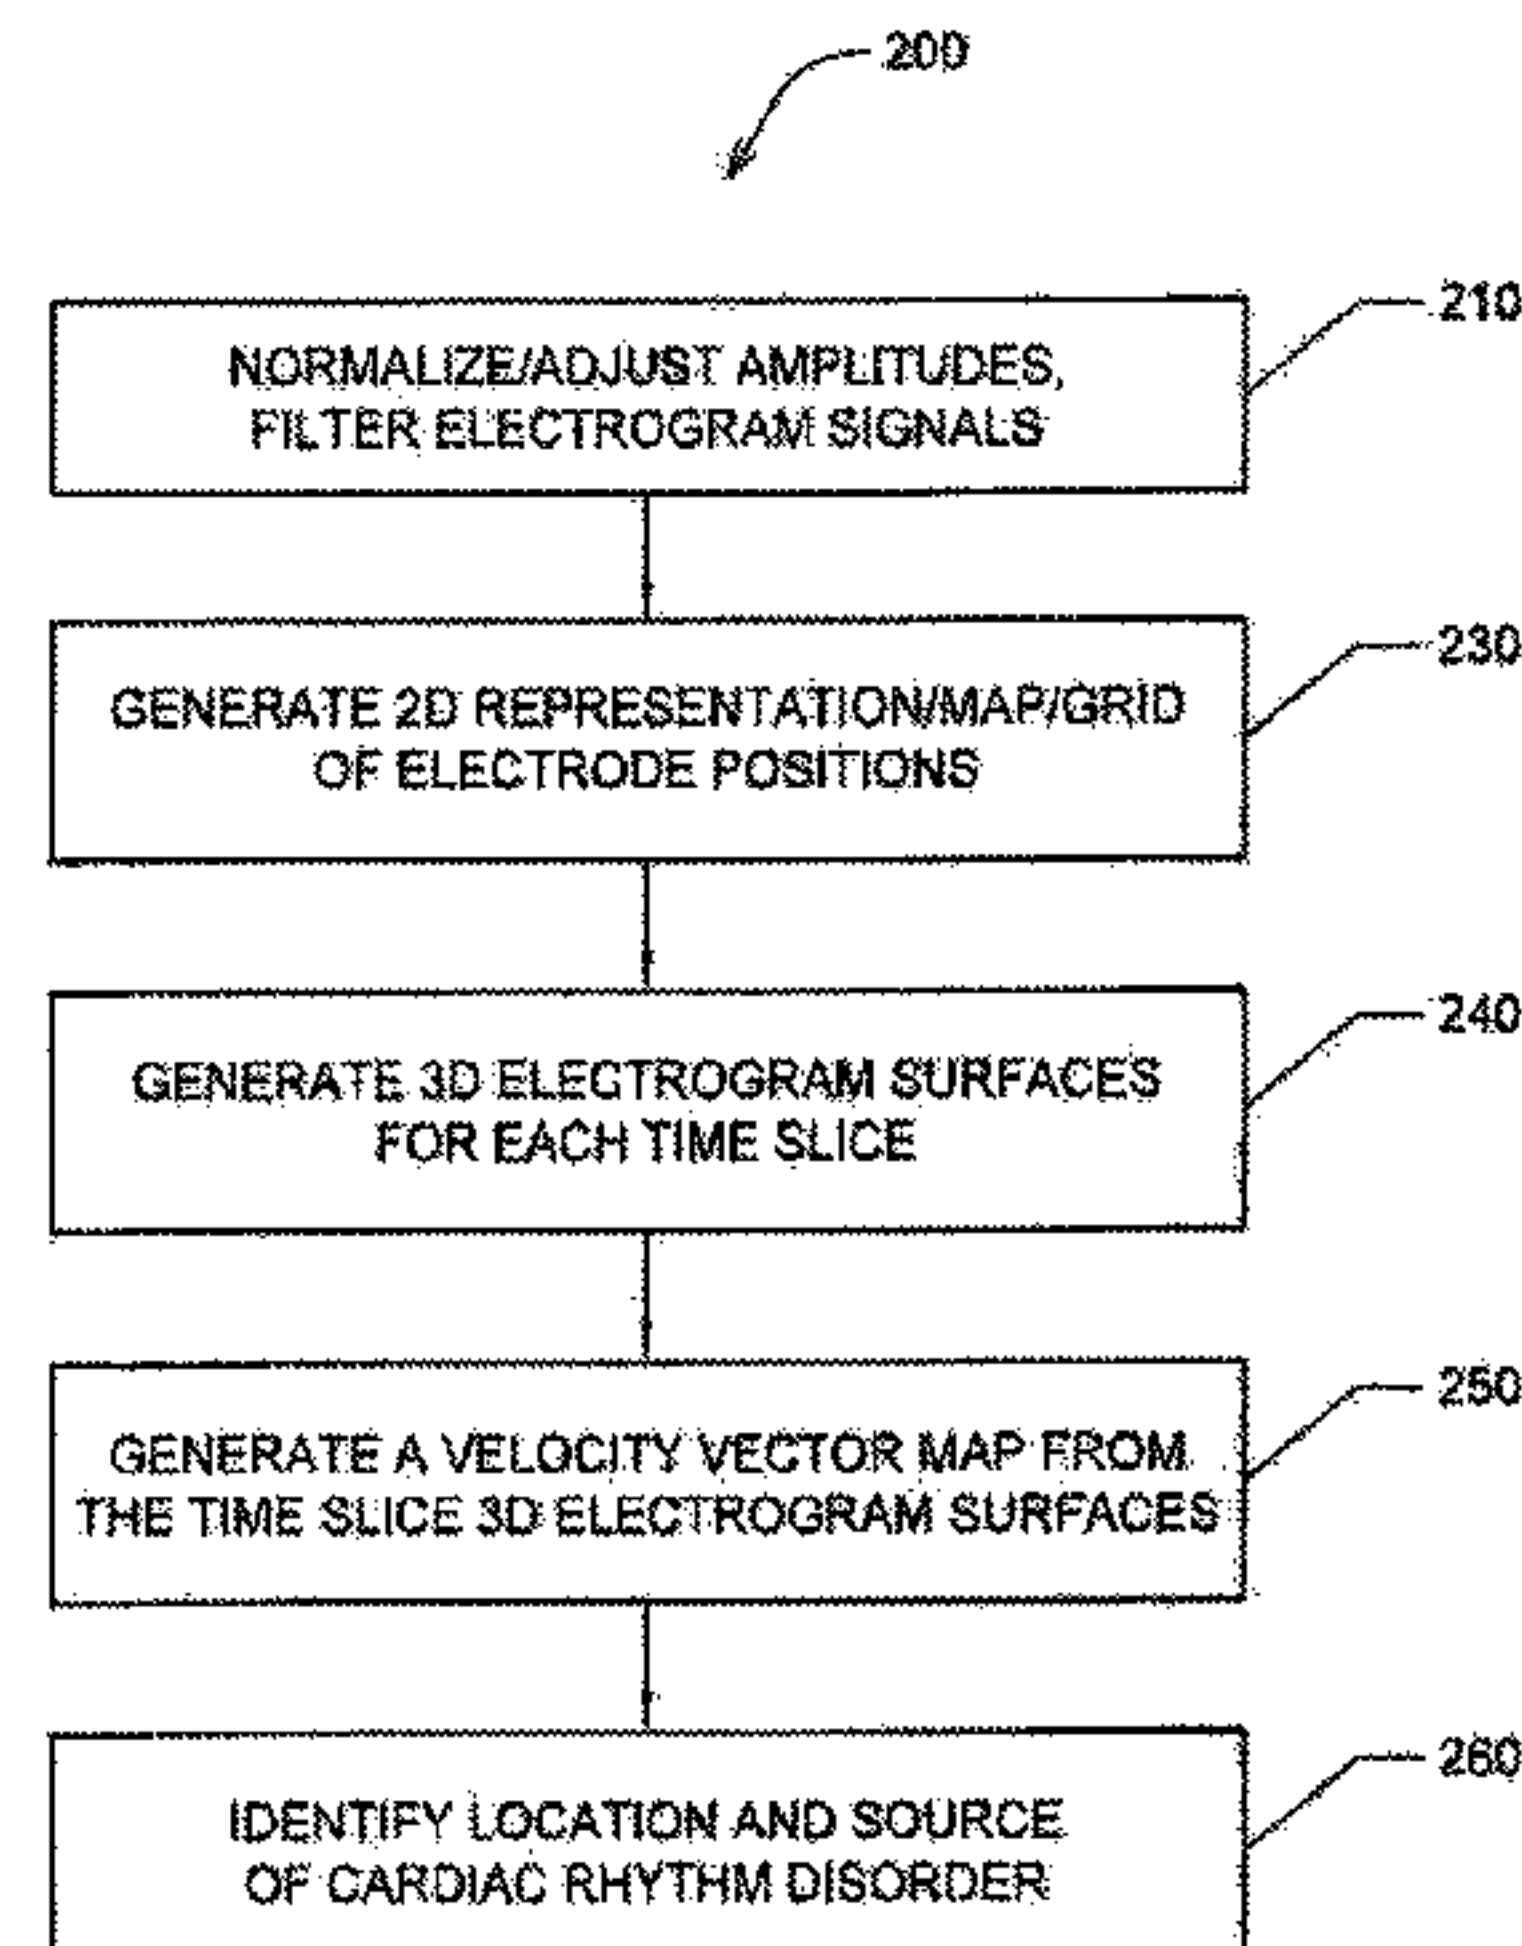 200
210
NORMALIZE/ADJUST AMPLITUDES,
FILTER ELECTROGRAM SIGNALS
230
GENERATE 2D REPRESENTATION/MAP/GRID
OF ELECTRODE POSITIONS
240
GENERATE 3D ELECTROGRAM SURFACES
FOR EACH TIME SLICE
250
GENERATE A VELOCITY VECTOR MAP FROM
THE TIME SLICE 3D ELECTROGRAM SURFACES
260
IDENTIFY LOCATION AND SOURCE
OF CARDIAC RHYTHM DISORDER